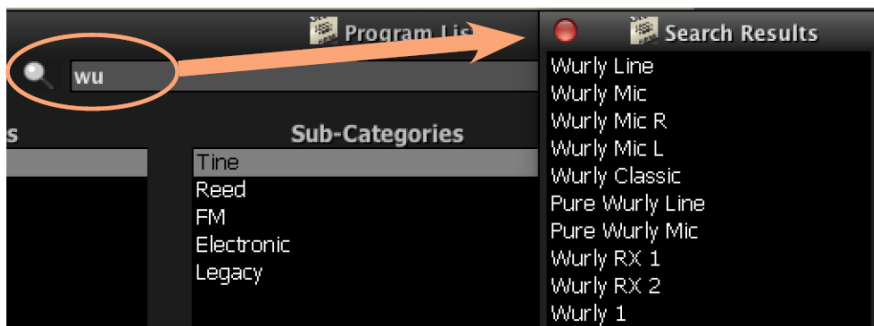 Program Lis
wu
s
Sub-Categories
Tine
Reed
FM
Electronic
Legacy
Search Results
Wurly Line
Wurly Mic
Wurly Mic R
Wurly Mic L
Wurly Classic
Pure Wurly Line
Pure Wurly Mic
Wurly RX 1
Wurly RX 2
Wurly 1